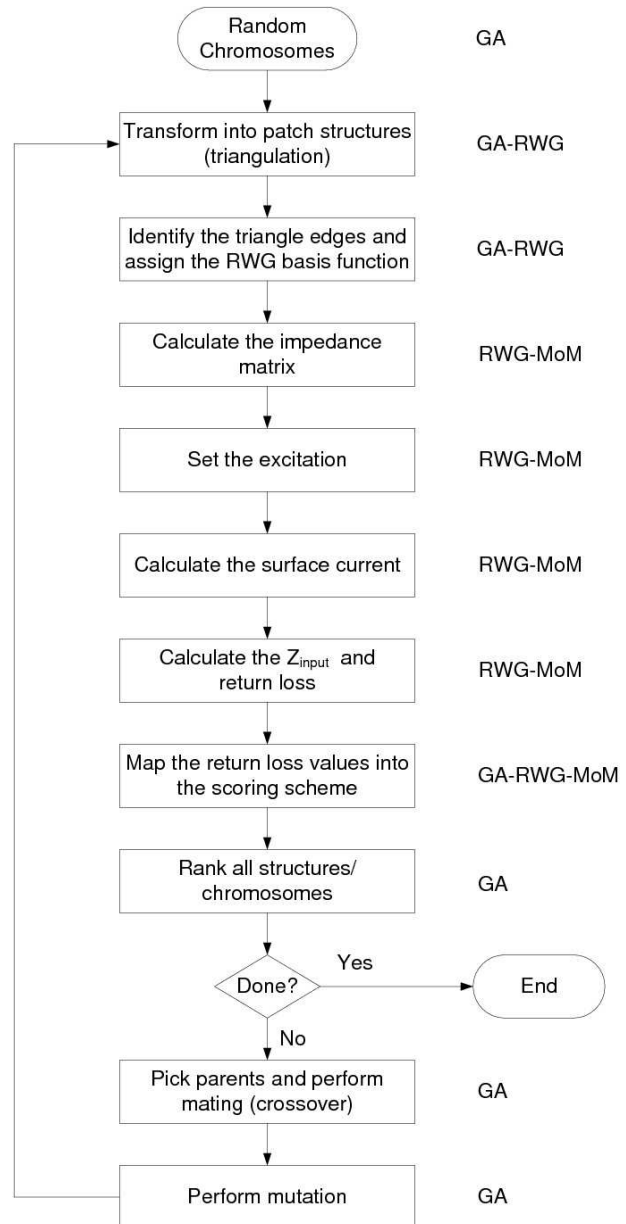 Random
Chromosomes
GA
Transform into patch structures
(triangulation)
GA-RWG
Identify the triangle edges and
assign the RWG basis function
GA-RWG
Calculate the impedance
matrix
RWG-MoM
Set the excitation
RWG-MoM
Calculate the surface current
RWG-MoM
Calculate the Zinput and
return loss
RWG-MoM
Map the return loss values into
the scoring scheme
GA-RWG-MoM
Rank all structures/
chromosomes
GA
Done?
Yes
End
No
Pick parents and perform
mating (crossover)
GA
Perform mutation
GA